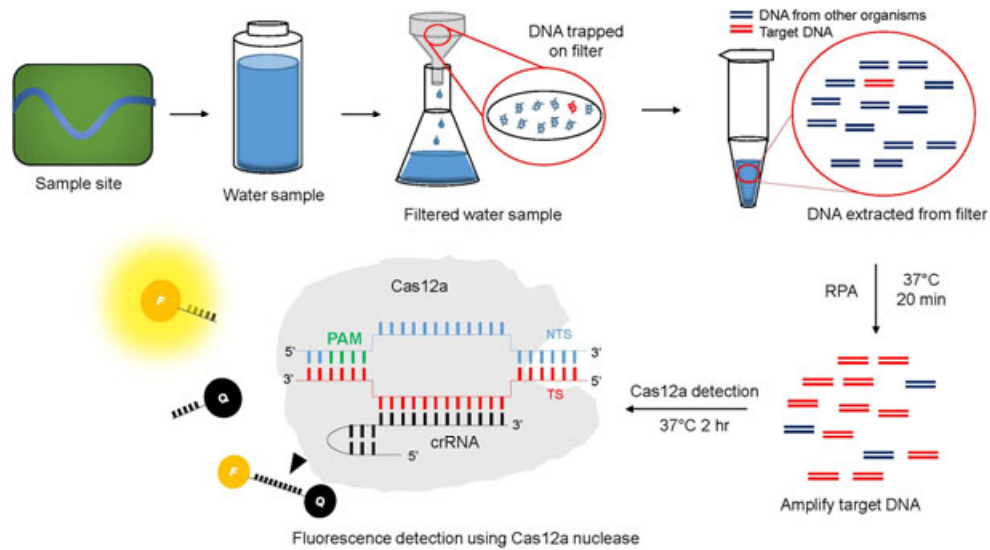 DNA from other organisms
Target DNA
DNA trapped
on filter
Sample site
Water sample
Filtered water sample
DNA extracted from filter
RPA
37°C
20 min
Amplify target DNA
Cas12a detection
37°C 2 hr
Cas12a
PAM
NTS
5'
3'
3'
5'
TS
3'
crRNA
5'
F
Q
F
Q
Fluorescence detection using Cas12a nuclease